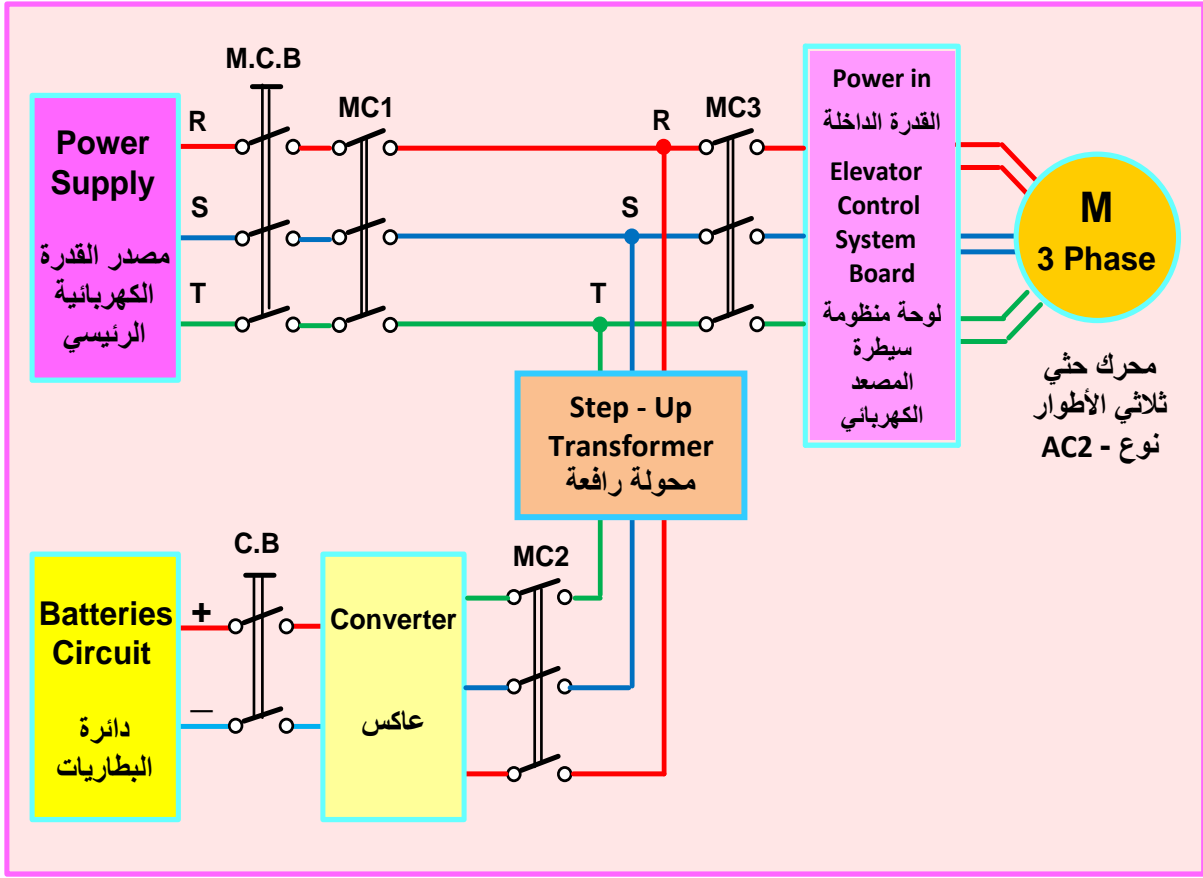 M.C.B
MC1
MC3
R
S
T
R
S
T
Power
Supply
مصدر القدرة
الكهربائية
الرئيسي
Power in
القدرة الداخلة
Elevator
Control
System
Board
لوحة منظومة
سيطرة
المصعد
الكهربائي
M
3 Phase
محرك حثي
ثلاثي الأطوار
نوع - AC2
Step - Up
Transformer
محولة رافعة
C.B
MC2
Batteries
Circuit
دائرة
البطاريات
+
_
Converter
عاكس